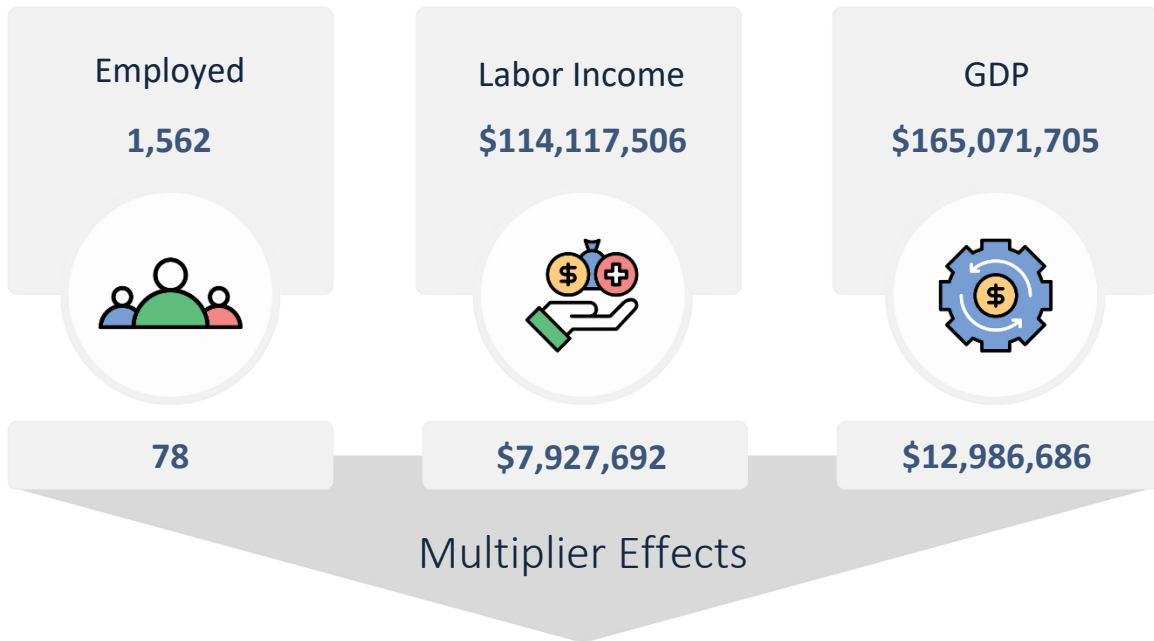 Employed
1,562
Labor Income
$114,117,506
GDP
$165,071,705
$
$
78
$7,927,692
$12,986,686
Multiplier Effects